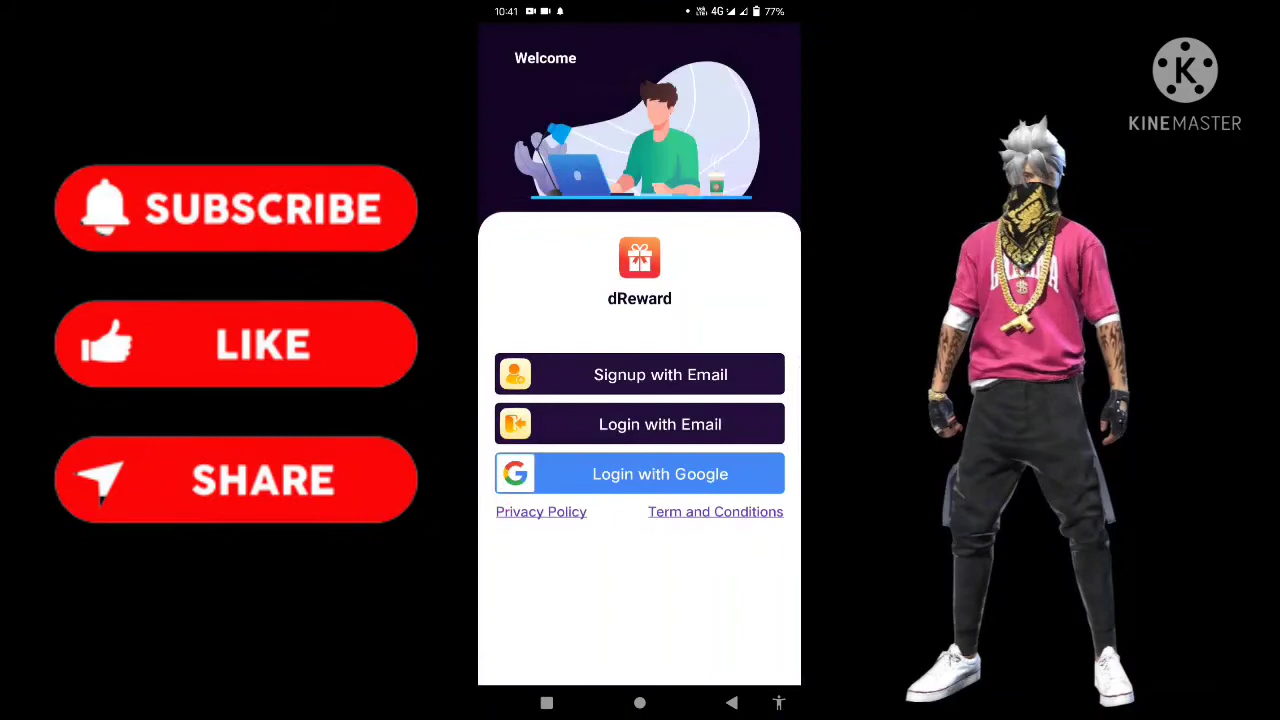 10:41
4G
77%
Welcome
KINEMASTER
SUBSCRIBE
dReward
LIKE
Signup with Email
Login with Email
Login with Google
SHARE
Privacy Policy
Term and Conditions